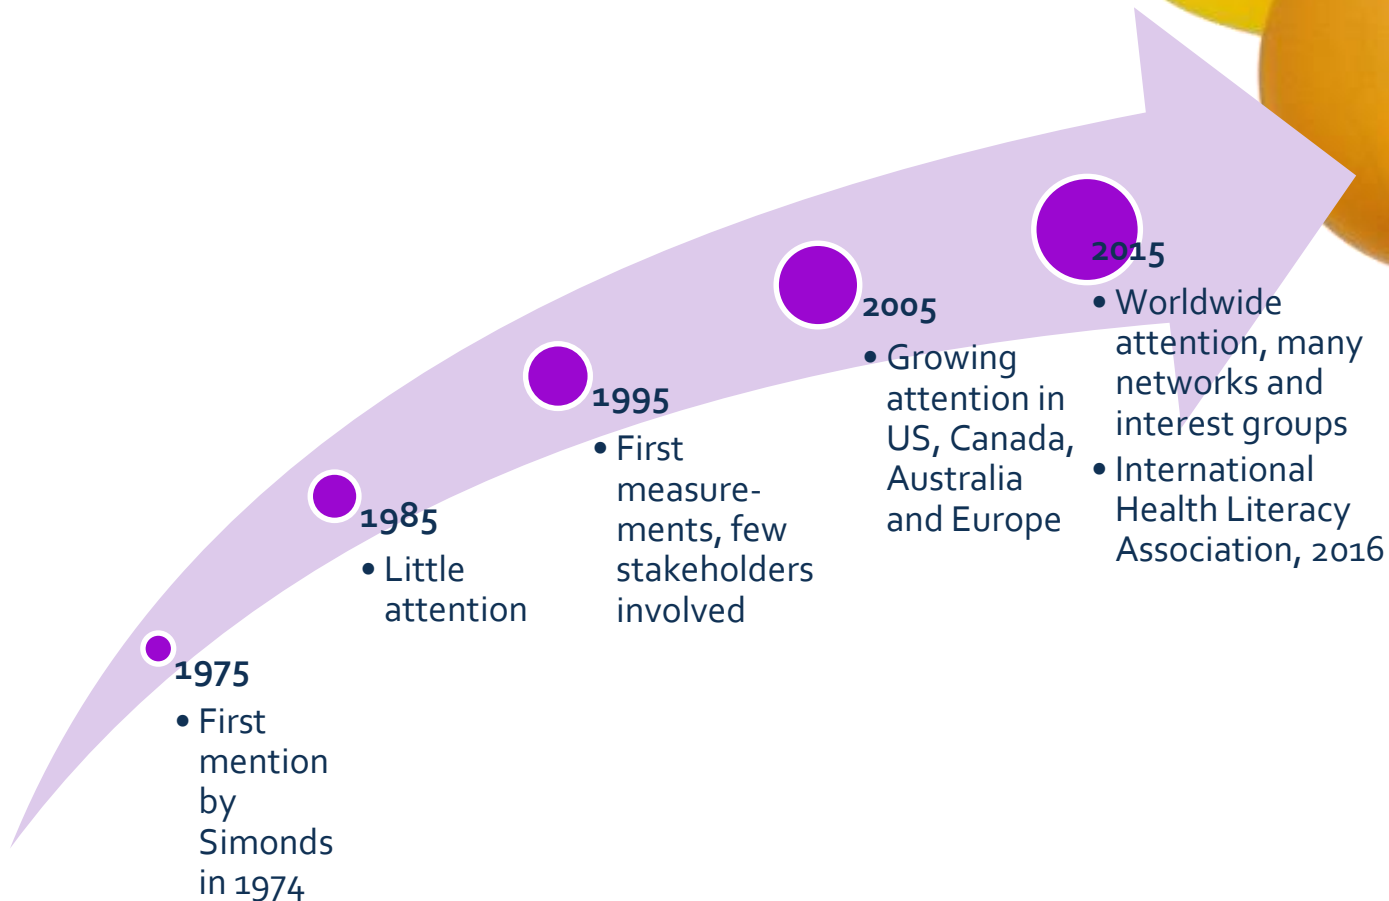 1975
• First
mention
by
Simonds
in 1974
1985
• Little
attention
1995
• First
measure-
ments, few
stakeholders
involved
2005
• Growing
attention in
US, Canada,
Australia
and Europe
2015
• Worldwide
attention, many
networks and
interest groups
• International
Health Literacy
Association, 2016